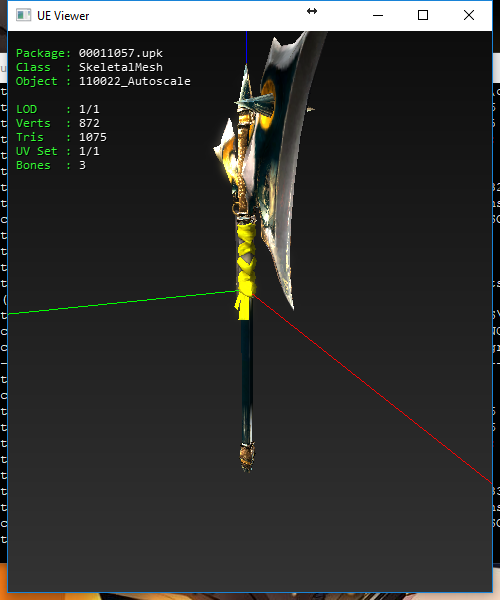 UE Viewer
Package: 00011057.upk
Class : SkeletalMesh
Object : 110022_Autoscale
LOD : 1/1
Verts : 872
Tris : 1075
UV Set : 1/1
Bones : 3